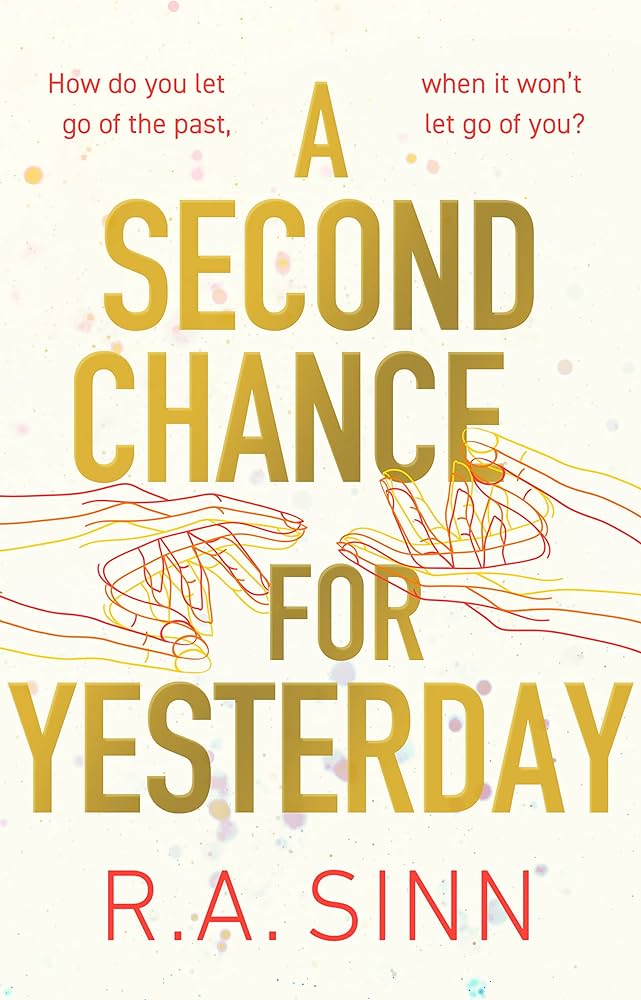 How do you let
go of the past,
when it won't
let go of you?
A
SECOND
CHANCE
FOR
YESTERDAY
R.A. SINN